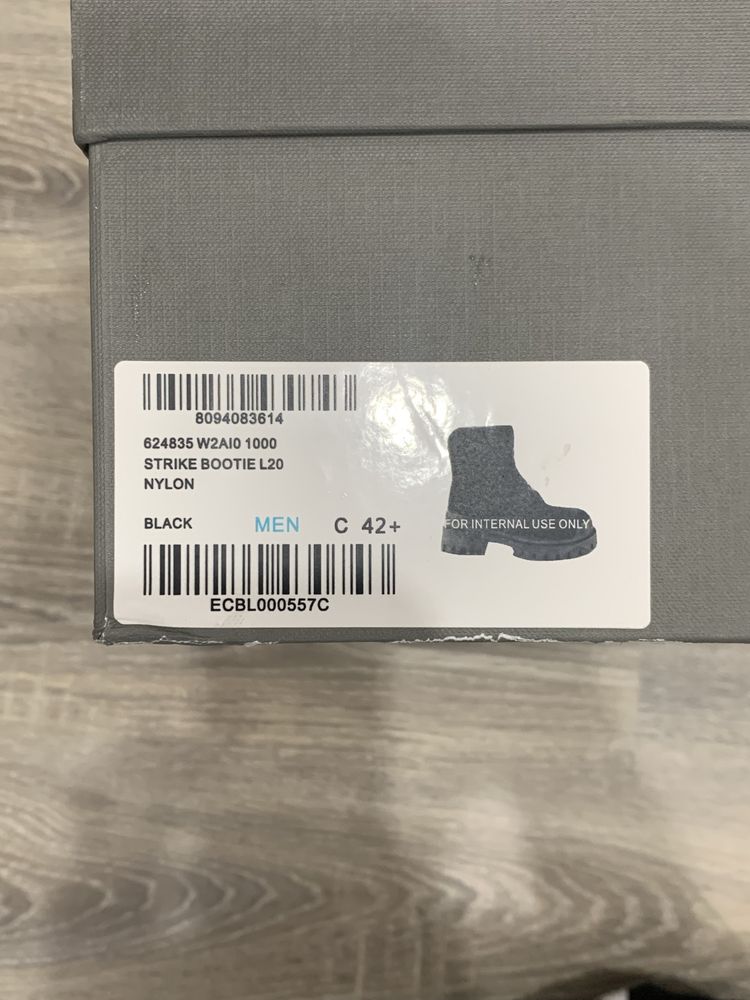 8094083614
624835 W2AI0 1000
STRIKE BOOTIE L20
NYLON
BLACK MEN C 42+
FOR INTERNAL USE ONLY
ECBL000557C